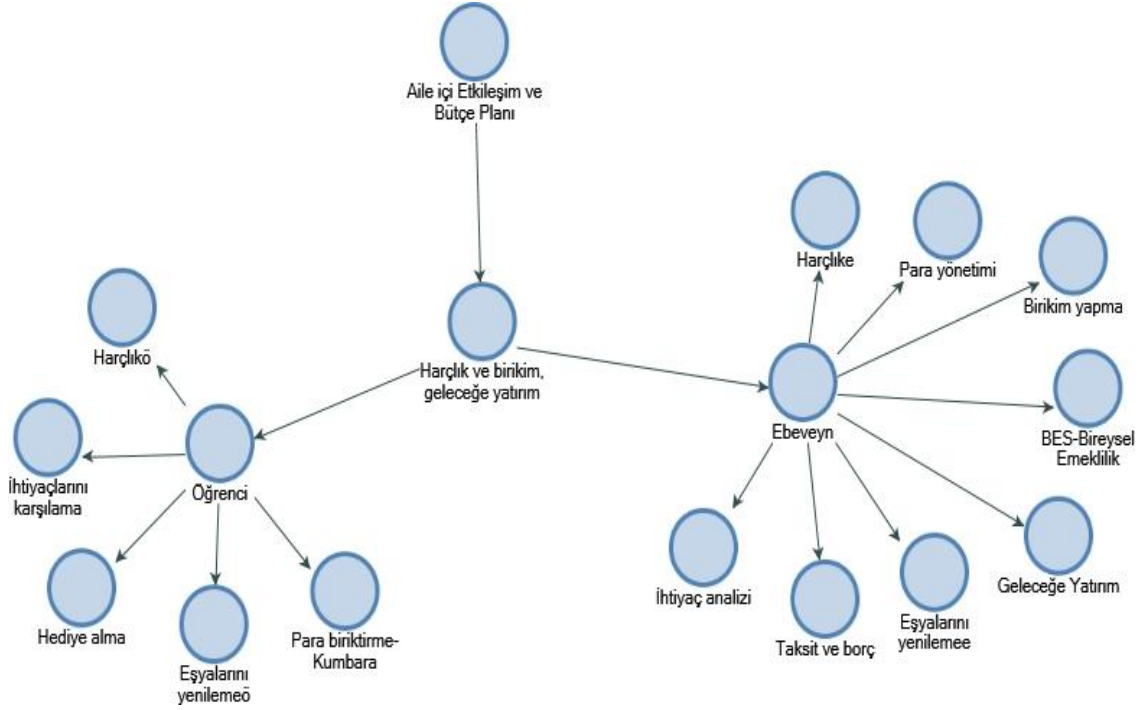 Aile içi Etkileşim ve
Bütçe Planı
Harçlıke
Para yönetimi
Birikim yapma
Harçlıkö
Harçlık ve birikim,
geleceğe yatırım
Ebeveyn
BES-Bireysel
Emeklilik
İhtiyaçlarını
karşılama
Öğrenci
İhtiyaç analizi
Geleceğe Yatırım
Hediye alma
Para biriktirme-
Kumbara
Taksit ve borç
Eşyalarını
yenilemee
Eşyalarını
yenilemeö